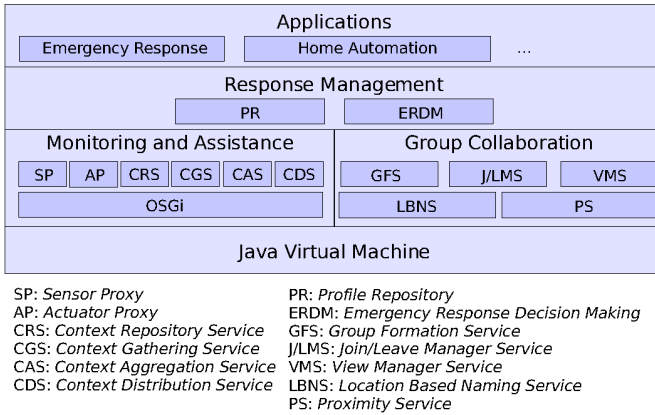 Applications
Emergency Response Home Automation ...
Response Management
PR ERDM
Monitoring and Assistance Group Collaboration
SP AP CRS CGS CAS CDS GFS J/LMS VMS
OSGi LBNS PS
Java Virtual Machine
SP: Sensor Proxy
AP: Actuator Proxy
CRS: Context Repository Service
CGS: Context Gathering Service
CAS: Context Aggregation Service
CDS: Context Distribution Service
PR: Profile Repository
ERDM: Emergency Response Decision Making
GFS: Group Formation Service
J/LMS: Join/Leave Manager Service
VMS: View Manager Service
LBNS: Location Based Naming Service
PS: Proximity Service